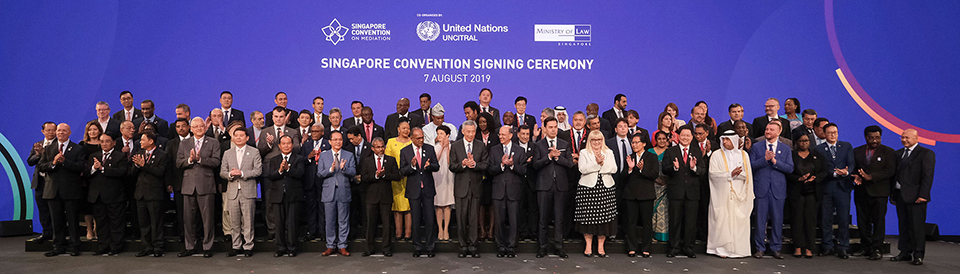 SINGAPORE
CONVENTION
ON MEDIATION
CO-ORGANISED BY
United Nations
UNCITRAL
MINISTRY OF LAW
SINGAPORE
SINGAPORE CONVENTION SIGNING CEREMONY
7 AUGUST 2019